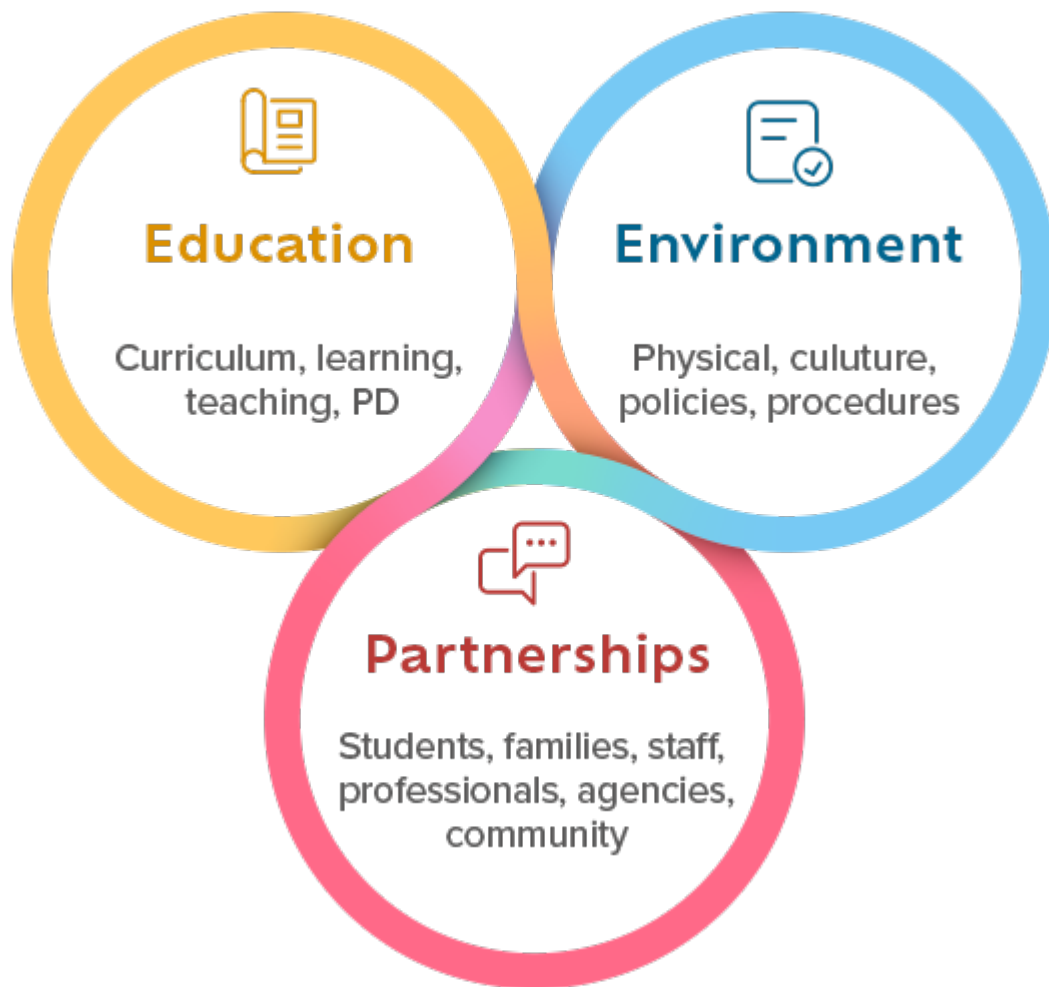 Education
Curriculum, learning,
teaching, PD
Environment
Physical, culuture,
policies, procedures
Partnerships
Students, families, staff,
professionals, agencies,
community